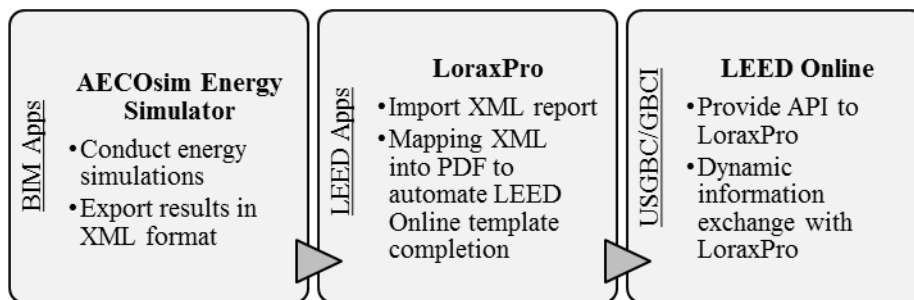 BIM Apps
AECOsim Energy
Simulator
•Conduct energy
simulations
•Export results in
XML format
LEED Apps
LoraxPro
•Import XML report
•Mapping XML
into PDF to
automate LEED
Online template
completion
USGBC/GBCI
LEED Online
•Provide API to
LoraxPro
•Dynamic
information
exchange with
LoraxPro